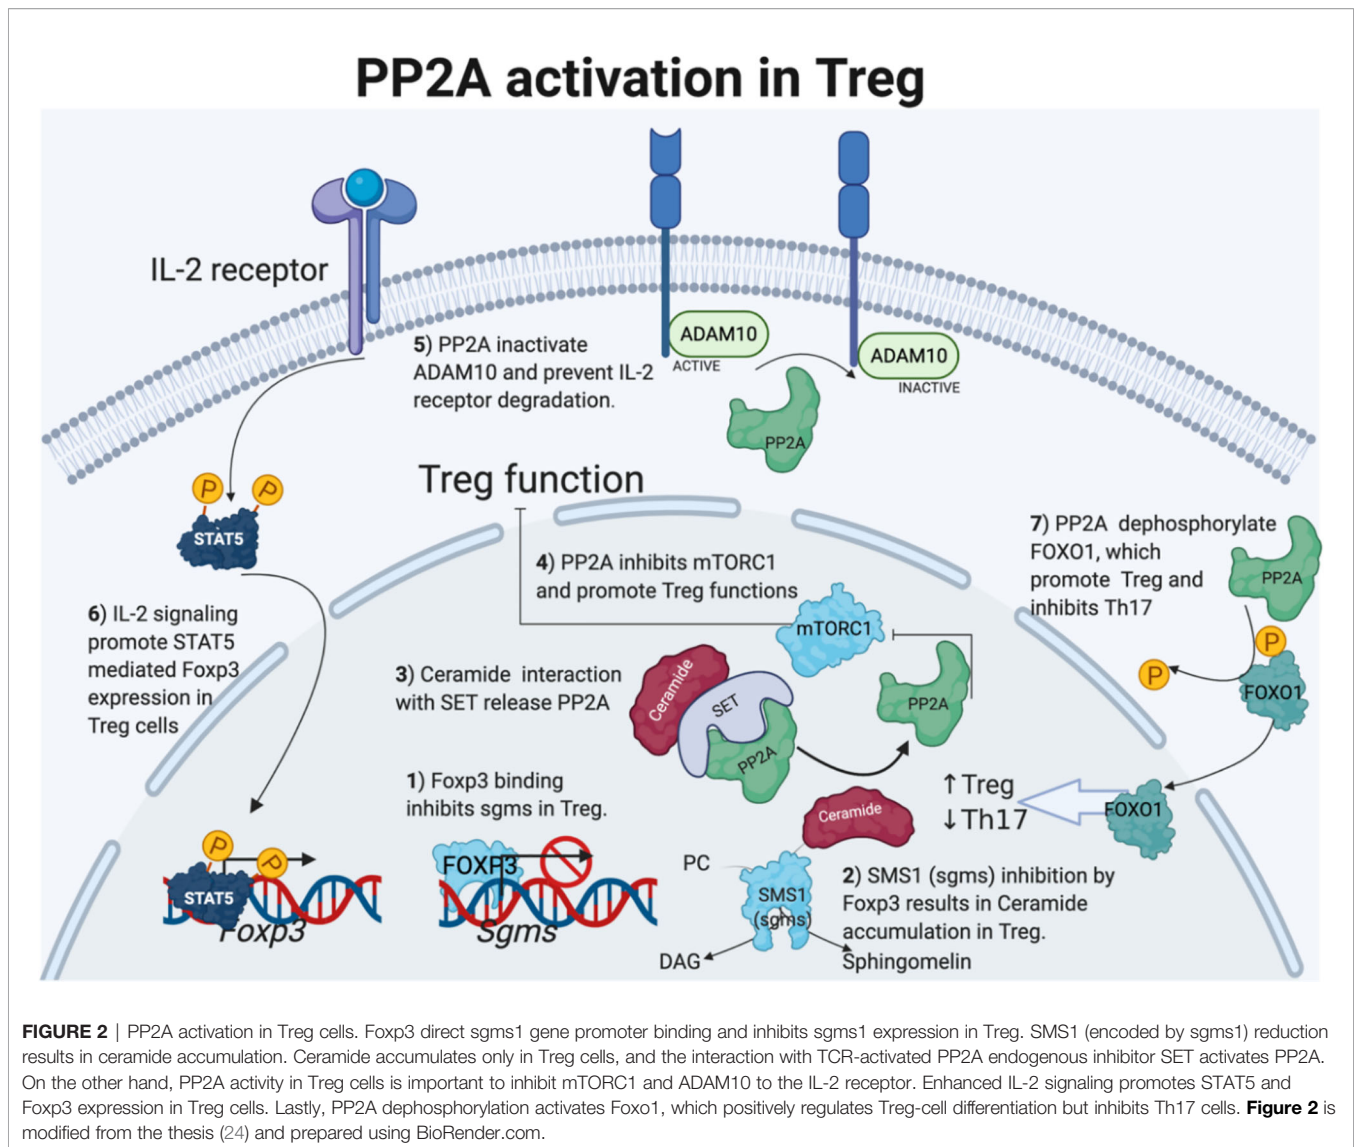 PP2A activation in Treg
IL-2 receptor
ADAM10
ACTIVE
ADAM10
INACTIVE
5) PP2A inactivate
ADAM10 and prevent IL-2
receptor degradation.
PP2A
P
P
STAT5
Treg function
4) PP2A inhibits mTORC1
and promote Treg functions
mTORC1
7) PP2A dephosphorylate
FOXO1, which
promote Treg and
inhibits Th17
PP2A
P
P
FOXO1
6) IL-2 signaling
promote STAT5
mediated Foxp3
expression in
Treg cells
3) Ceramide interaction
with SET release PP2A
Ceramide
SET
PP2A
PP2A
1) Foxp3 binding
inhibits sgms in Treg.
↑Treg
↓Th17
FOXO1
Ceramide
P
P
STAT5
Foxp3
FOXP3
Sgms
PC
SMS1
(sgms)
DAG
Sphingomelin
2) SMS1 (sgms) inhibition by
Foxp3 results in Ceramide
accumulation in Treg.
FIGURE 2 | PP2A activation in Treg cells. Foxp3 direct sgms1 gene promoter binding and inhibits sgms1 expression in Treg. SMS1 (encoded by sgms1) reduction
results in ceramide accumulation. Ceramide accumulates only in Treg cells, and the interaction with TCR-activated PP2A endogenous inhibitor SET activates PP2A.
On the other hand, PP2A activity in Treg cells is important to inhibit mTORC1 and ADAM10 to the IL-2 receptor. Enhanced IL-2 signaling promotes STAT5 and
Foxp3 expression in Treg cells. Lastly, PP2A dephosphorylation activates Foxo1, which positively regulates Treg-cell differentiation but inhibits Th17 cells. Figure 2 is
modified from the thesis (24) and prepared using BioRender.com.